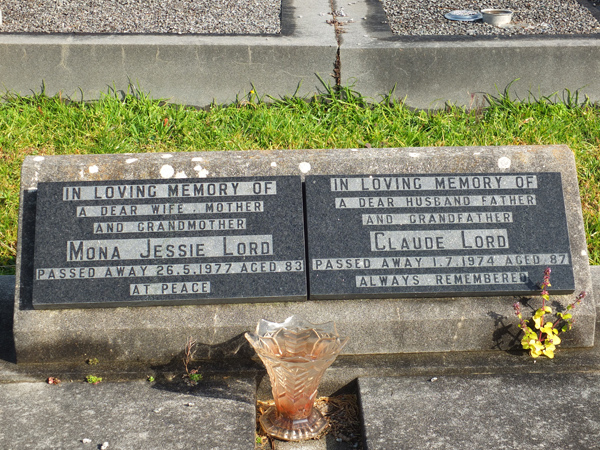 IN LOVING MEMORY OF
A DEAR WIFE, MOTHER
AND GRANDMOTHER
MONA JESSIE LORD
PASSED AWAY 26.5.1977 AGED 83
AT PEACE
IN LOVING MEMORY OF
A DEAR HUSBAND FATHER
AND GRANDFATHER
CLAUDE LORD
PASSED AWAY 1.7.1974 AGED 87
ALWAYS REMEMBERED